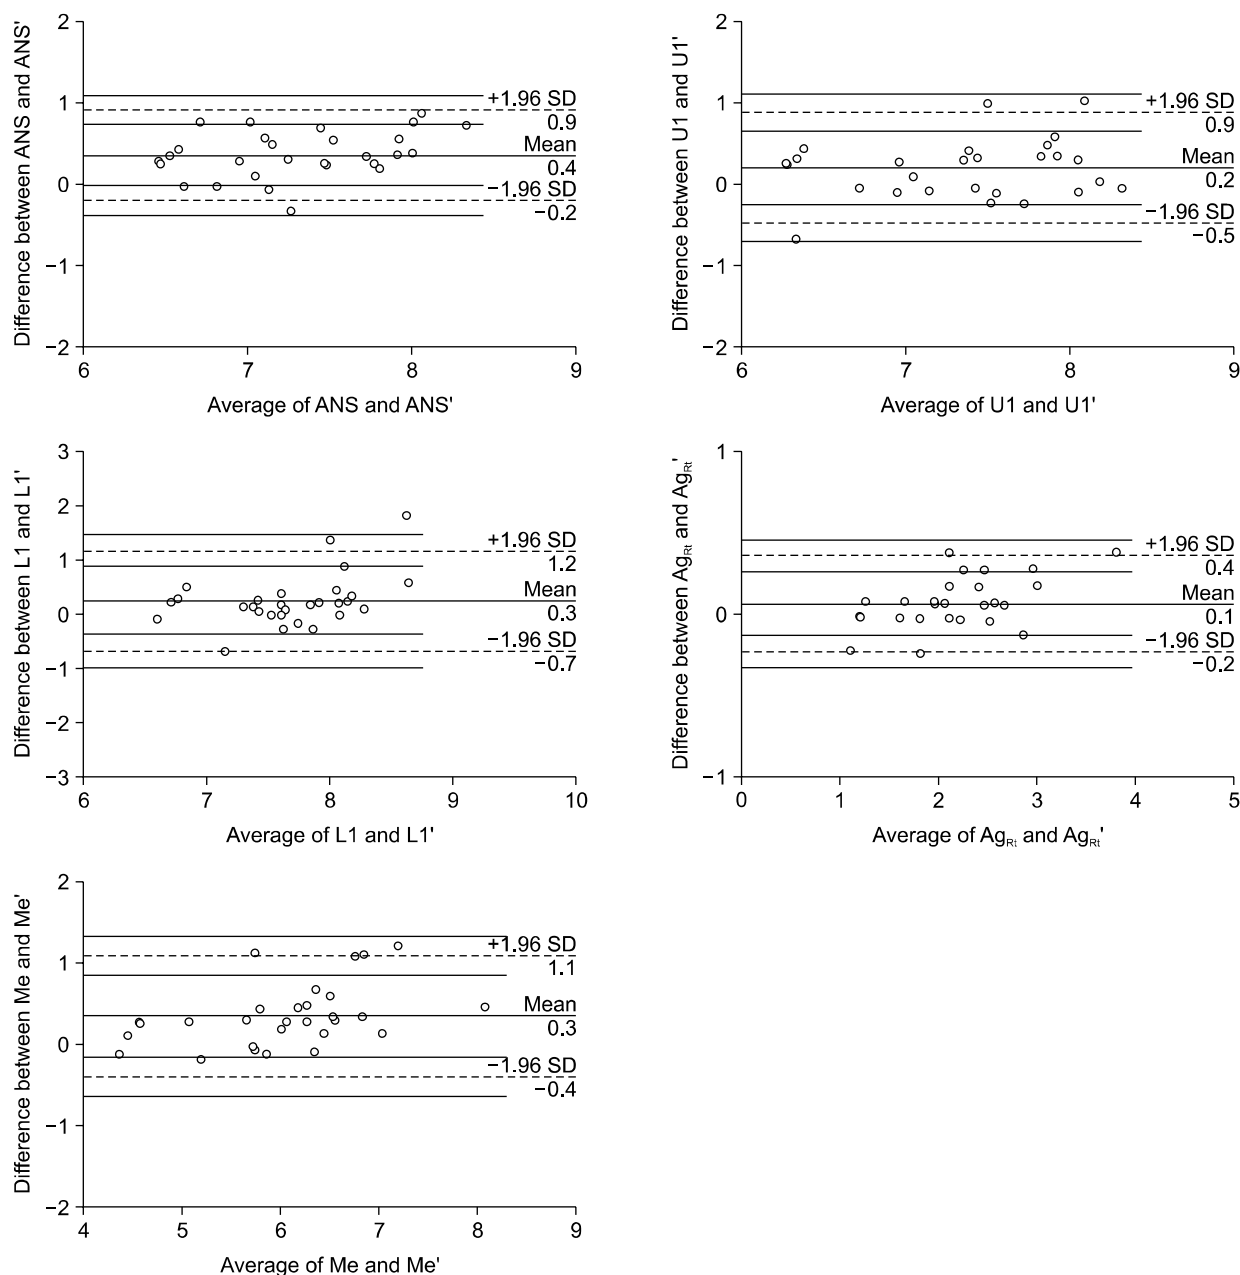 Difference between ANS and ANS'
2
1
0
−1
−2
+1.96 SD
0.9
Mean
0.4
−1.96 SD
−0.2
6 7 8 9
Average of ANS and ANS'
Difference between U1 and U1'
2
1
0
−1
−2
+1.96 SD
0.9
Mean
0.2
−1.96 SD
−0.5
6 7 8 9
Average of U1 and U1'
Difference between L1 and L1'
3
2
1
0
−1
−2
−3
+1.96 SD
1.2
Mean
0.3
−1.96 SD
−0.7
6 7 8 9 10
Average of L1 and L1'
Difference between AgRt and AgRt'
1
0
−1
+1.96 SD
0.4
Mean
0.1
−1.96 SD
−0.2
0 1 2 3 4 5
Average of AgRt and AgRt'
Difference between Me and Me'
2
1
0
−1
−2
+1.96 SD
1.1
Mean
0.3
−1.96 SD
−0.4
4 5 6 7 8 9
Average of Me and Me'